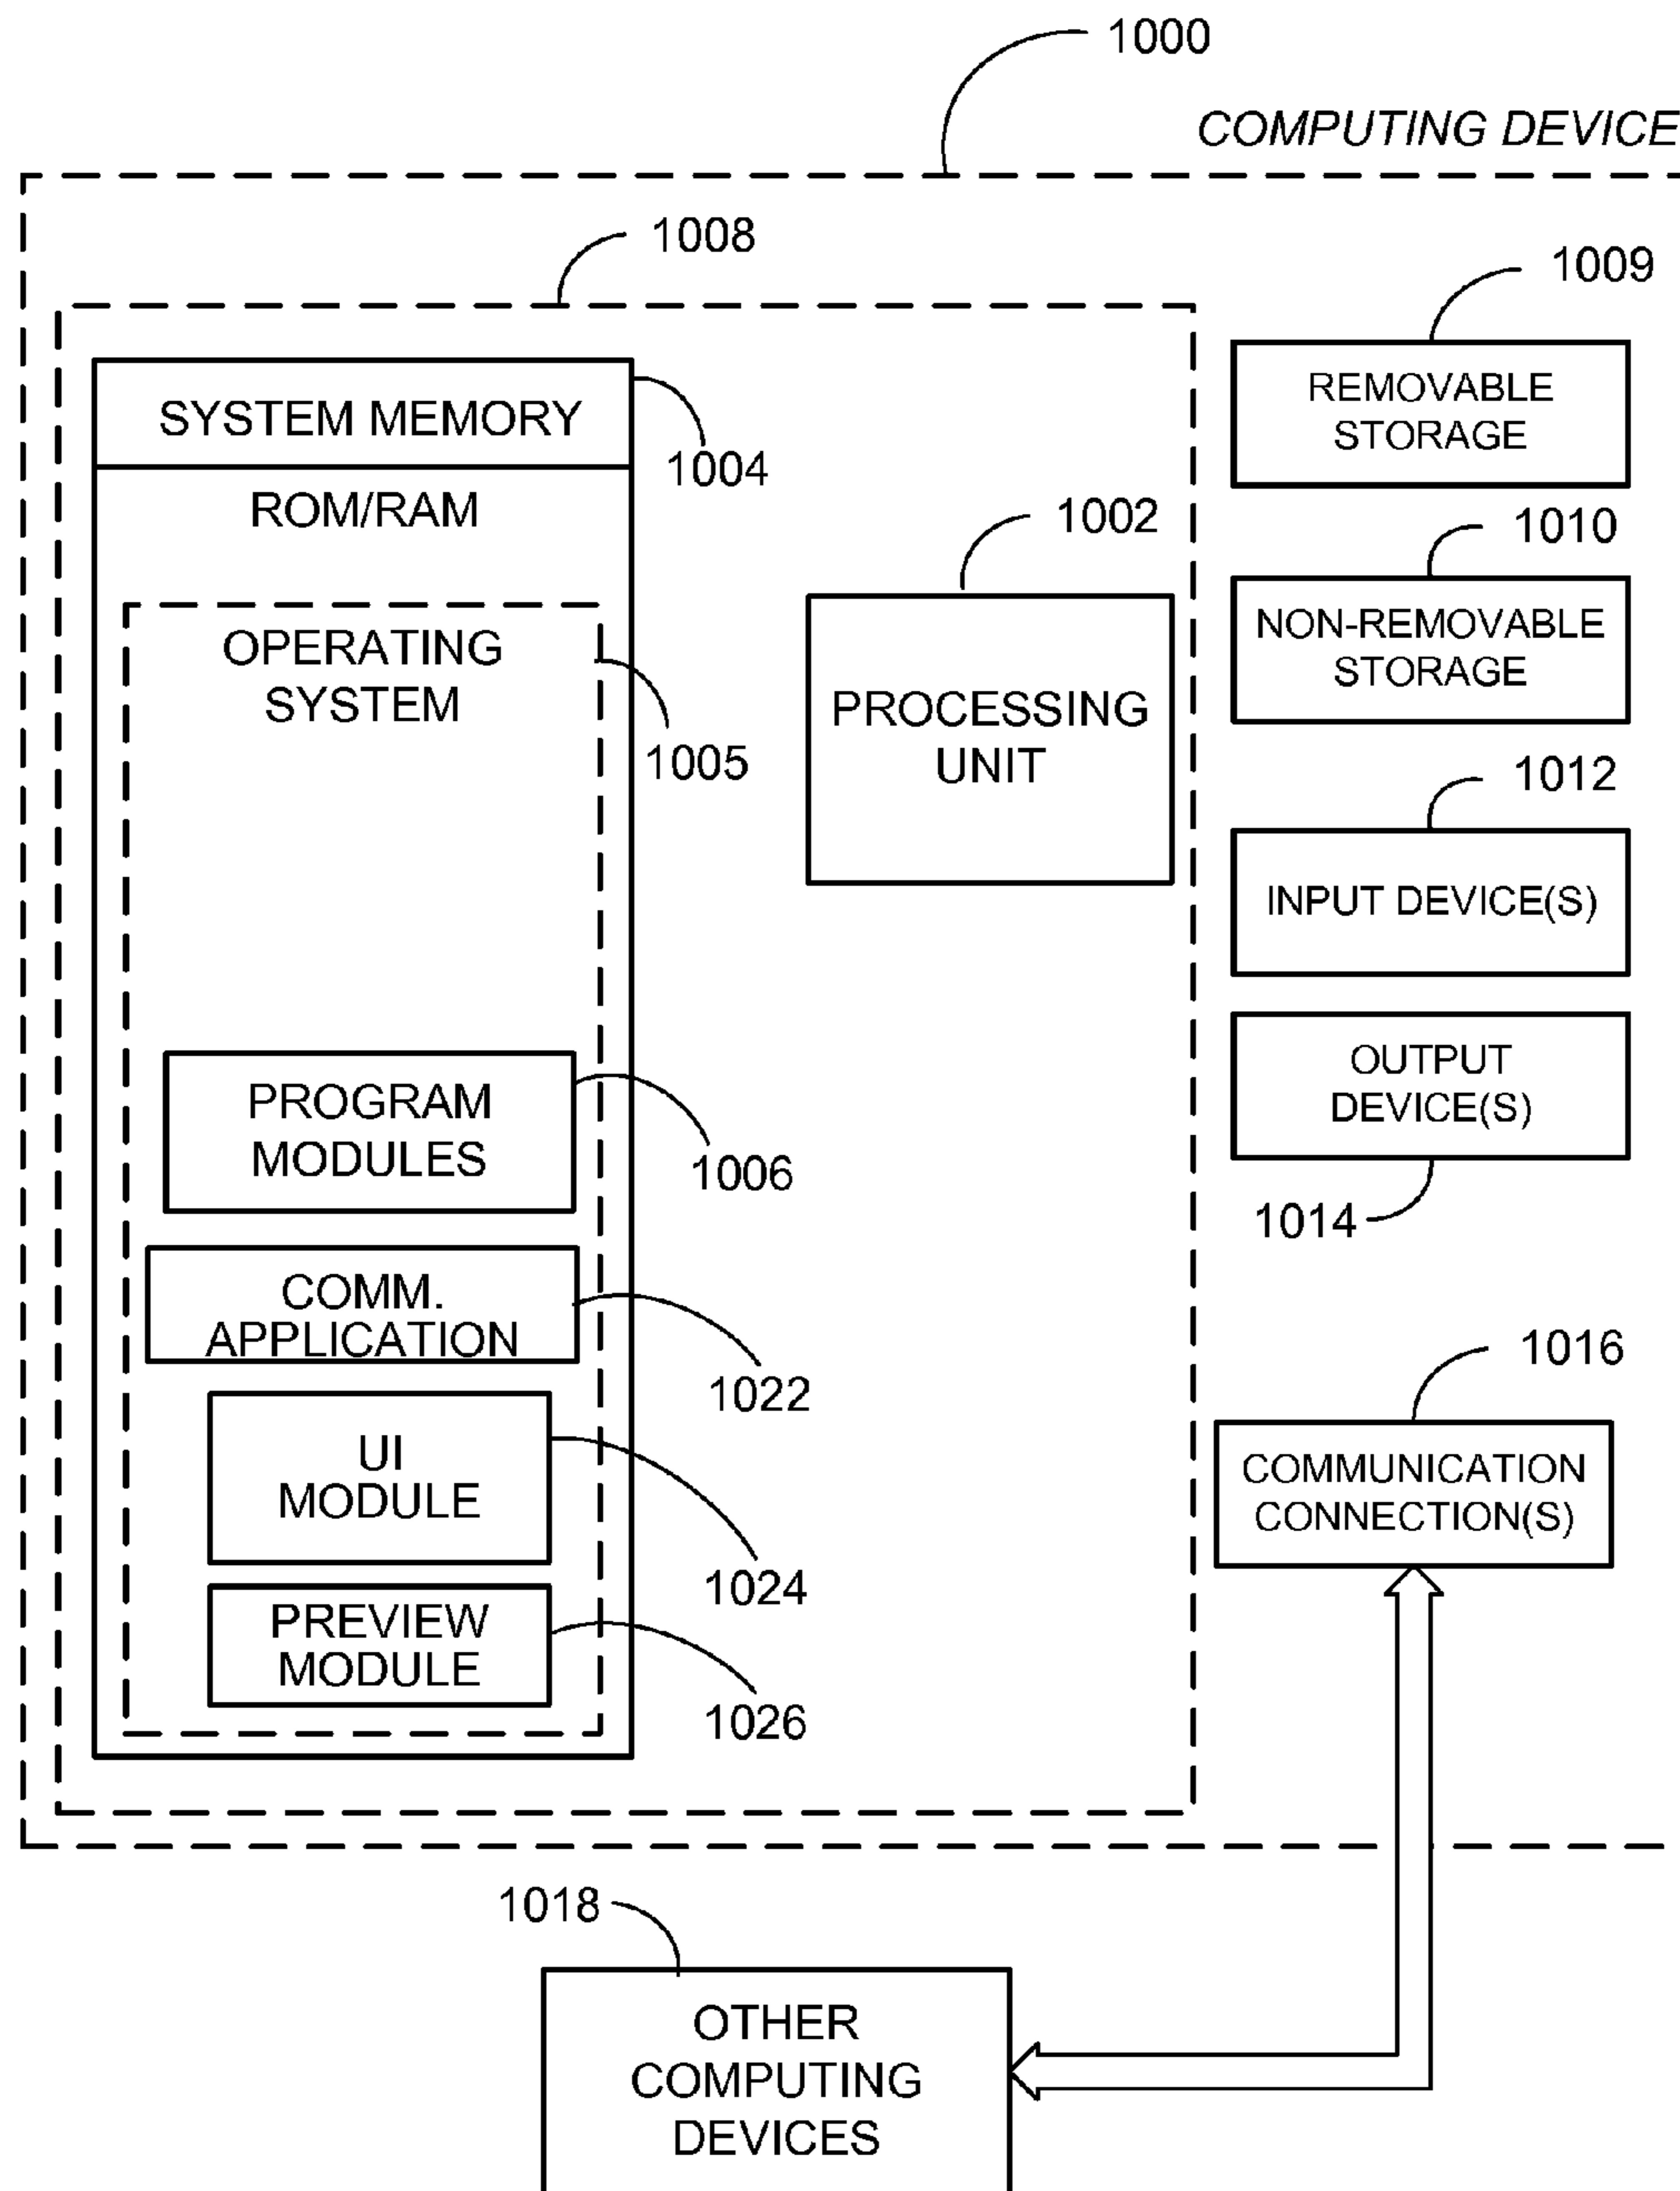 1000
COMPUTING DEVICE
1008
1009
SYSTEM MEMORY
1004
ROM/RAM
OPERATING
SYSTEM
1005
PROGRAM
MODULES
1006
COMM.
APPLICATION
1022
UI
MODULE
1024
PREVIEW
MODULE
1026
1002
PROCESSING
UNIT
REMOVABLE
STORAGE
1010
NON-REMOVABLE
STORAGE
1012
INPUT DEVICE(S)
OUTPUT
DEVICE(S)
1014
1016
COMMUNICATION
CONNECTION(S)
1018
OTHER
COMPUTING
DEVICES